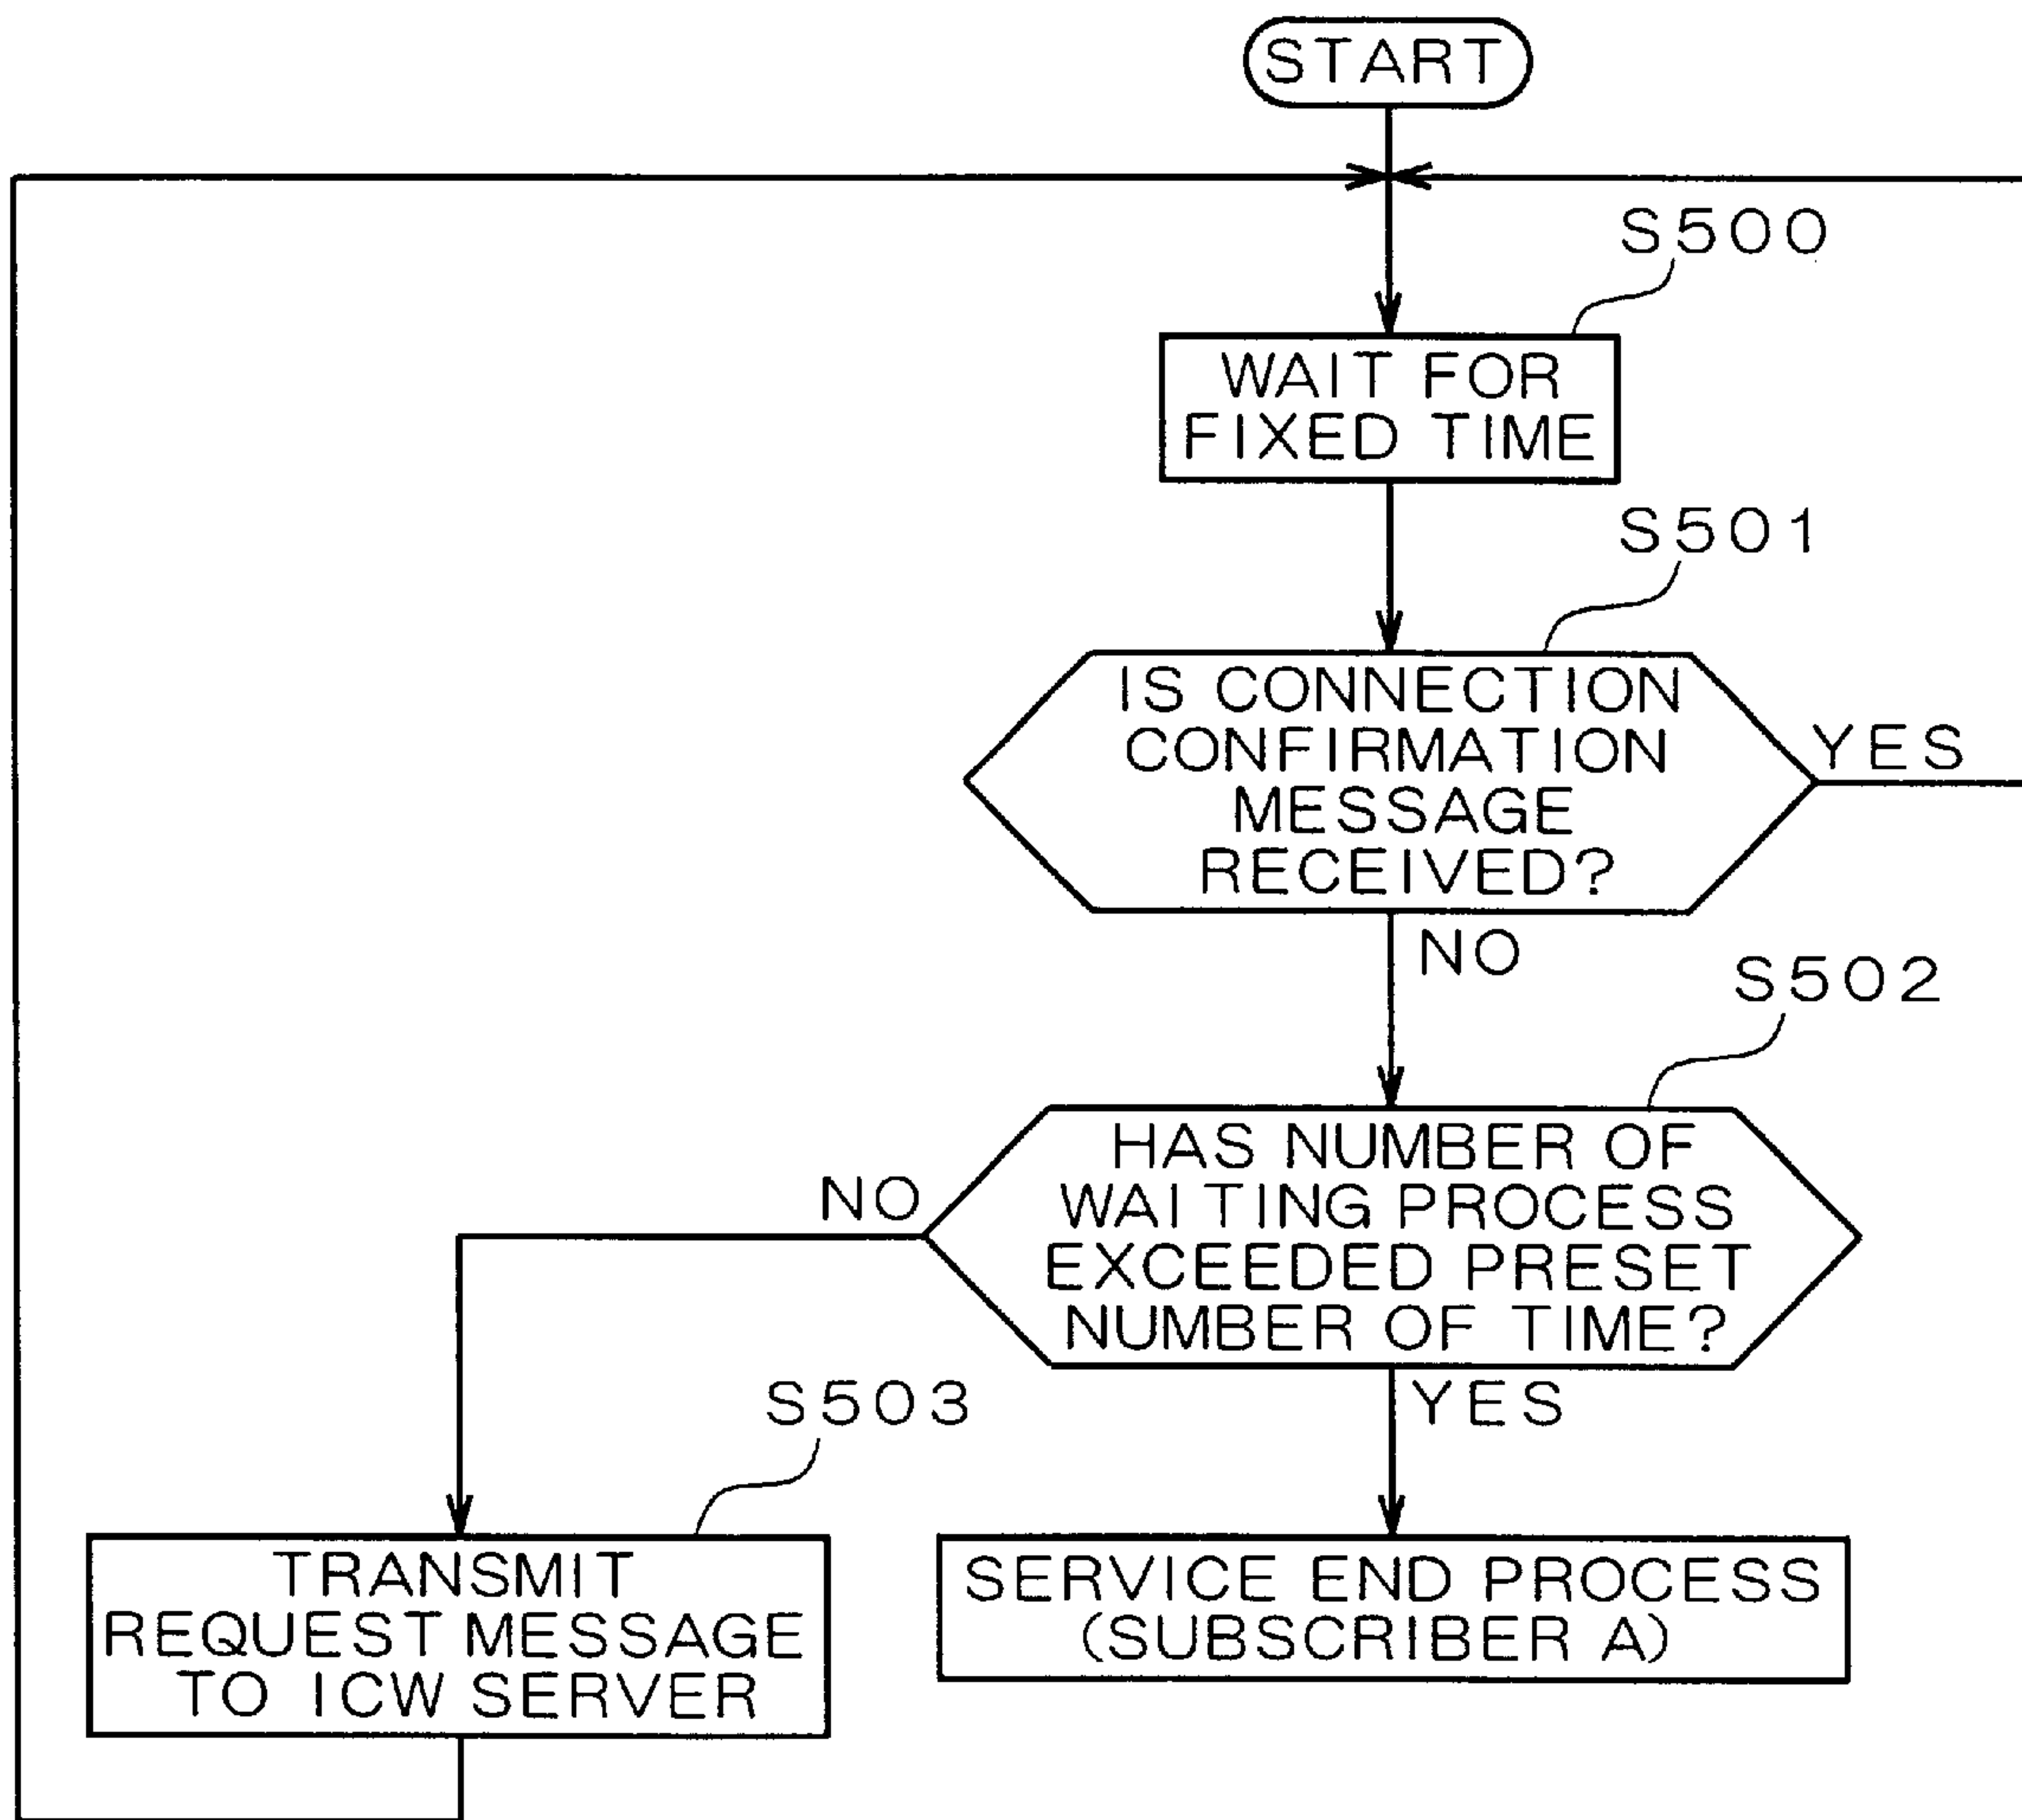 START
S500
WAIT FOR
FIXED TIME
S501
IS CONNECTION
CONFIRMATION
MESSAGE
RECEIVED?
YES
NO
S502
HAS NUMBER OF
WAITING PROCESS
EXCEEDED PRESET
NUMBER OF TIME?
NO
YES
S503
TRANSMIT
REQUEST MESSAGE
TO ICW SERVER
SERVICE END PROCESS
(SUBSCRIBER A)